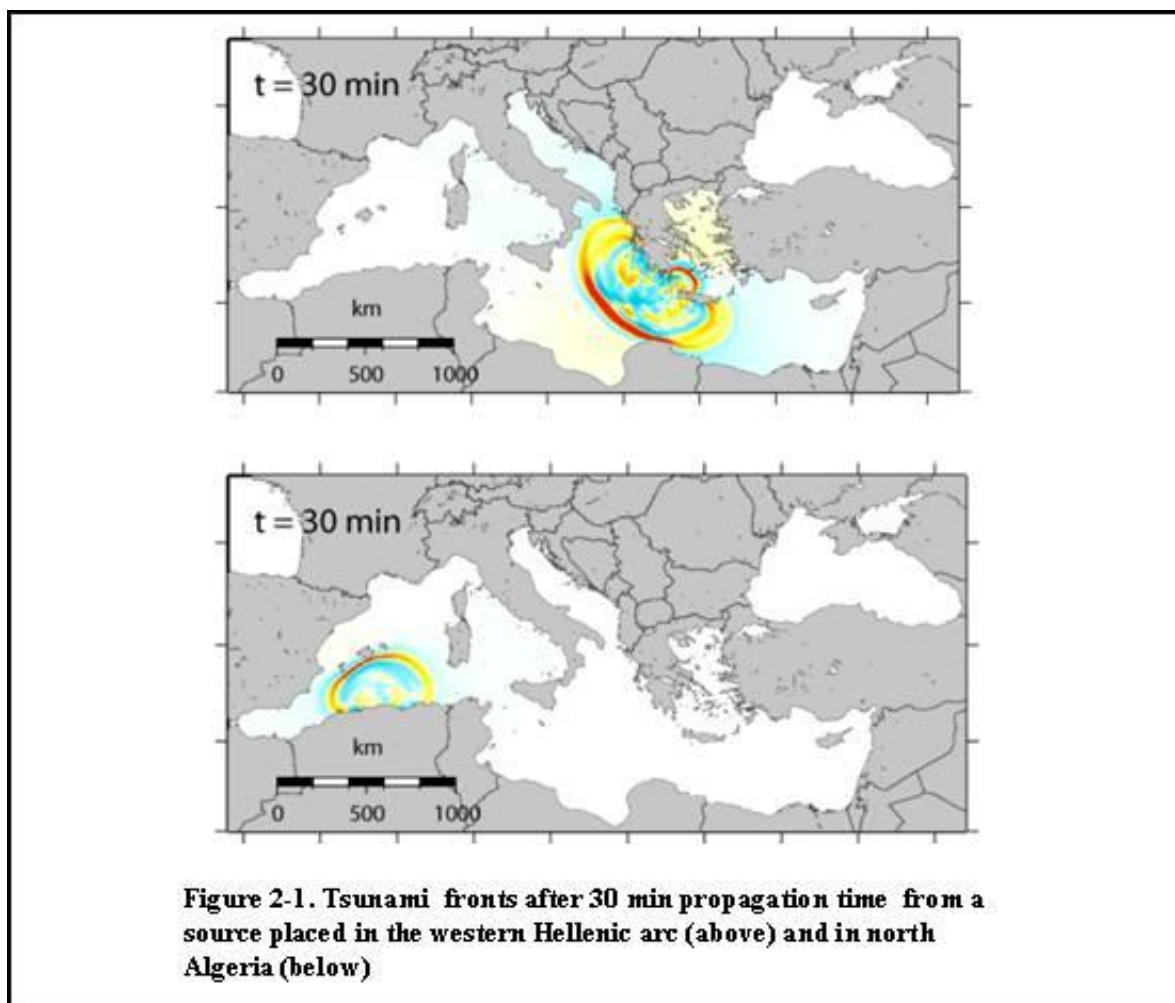 t = 30 min
km
0 500 1000
t = 30 min
km
0 500 1000
Figure 2-1. Tsunami fronts after 30 min propagation time from a
source placed in the western Hellenic arc (above) and in north
Algeria (below)